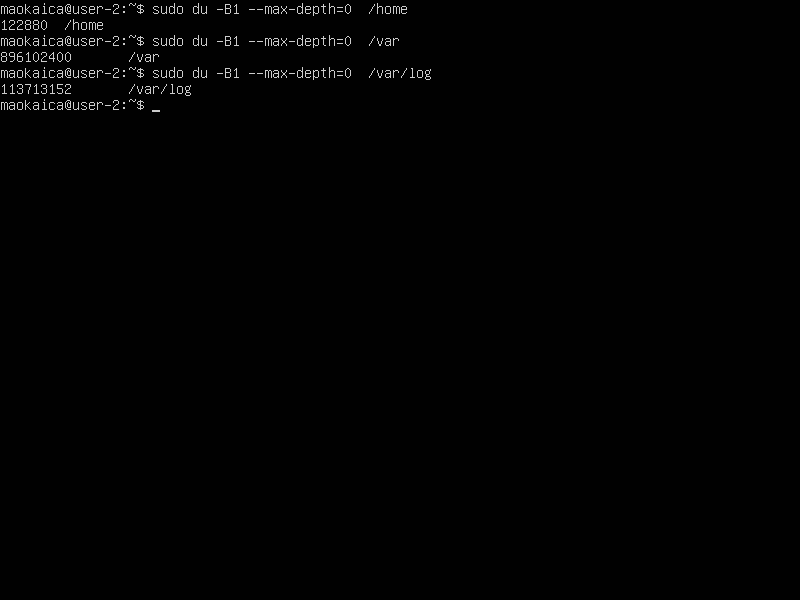 maokaica@user-2:~$ sudo du -B1 --max-depth=0  /home
122880  /home
maokaica@user-2:~$ sudo du -B1 --max-depth=0  /var
896102400       /var
maokaica@user-2:~$ sudo du -B1 --max-depth=0  /var/log
113713152       /var/log
maokaica@user-2:~$ _